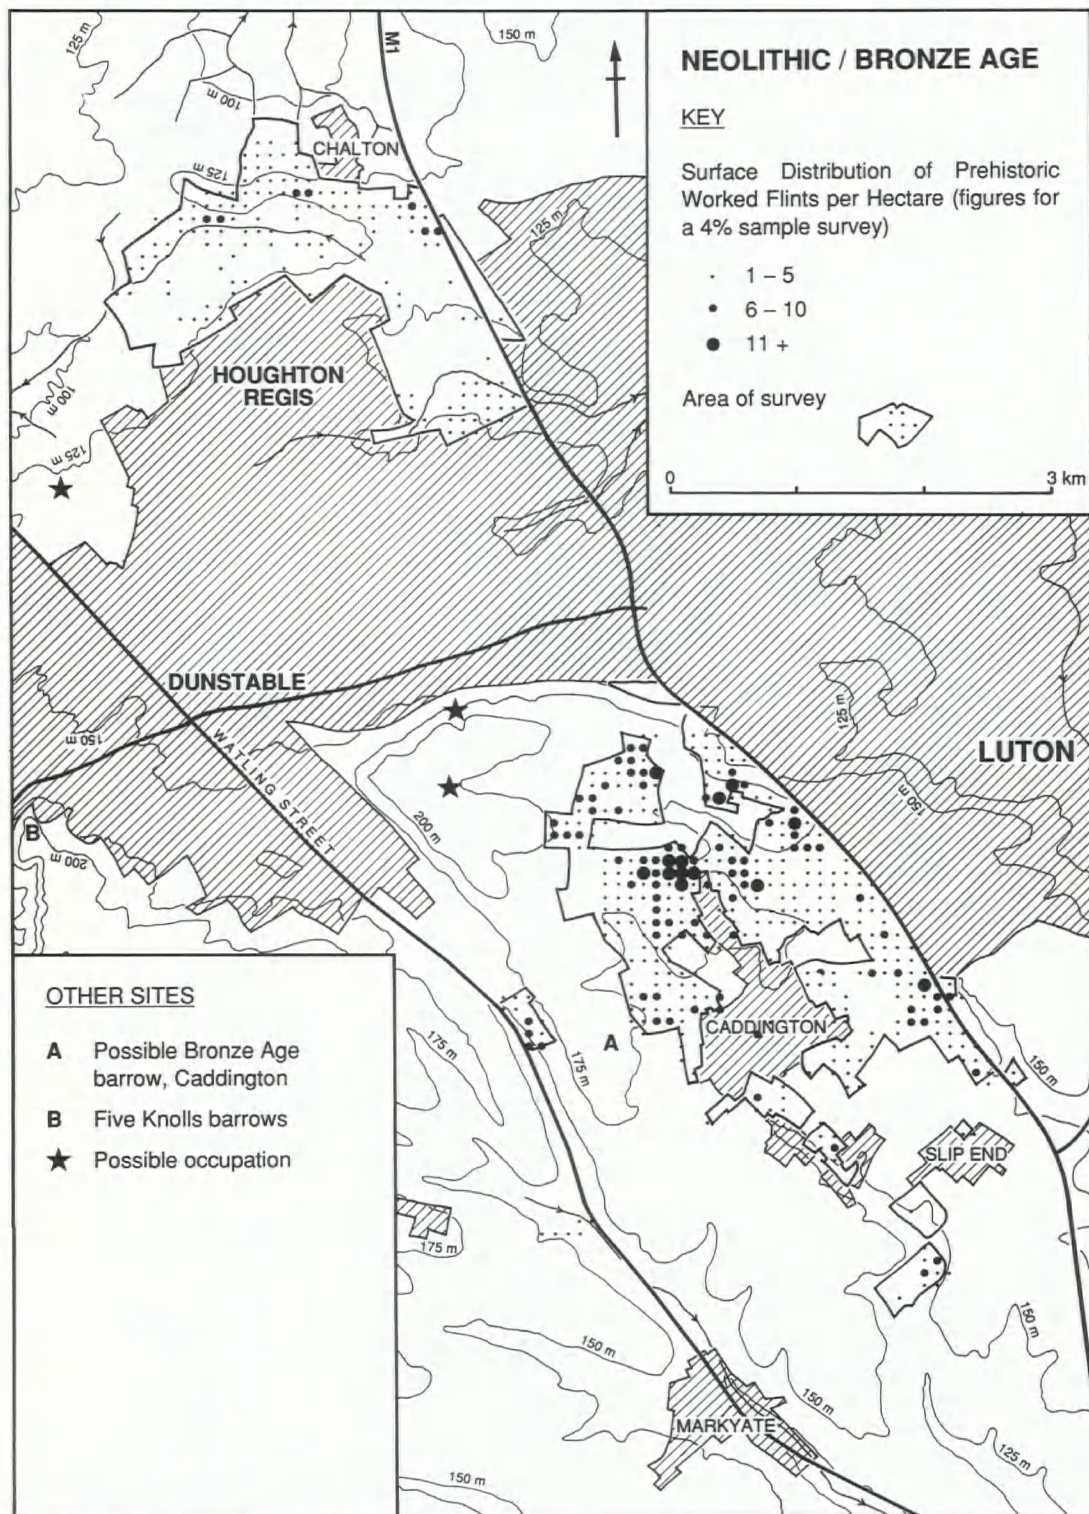 NEOLITHIC / BRONZE AGE
KEY
Surface Distribution of Prehistoric
Worked Flints per Hectare (figures for
a 4% sample survey)
1 – 5
6 – 10
11 +
Area of survey
0
3 km
125 m
M1
150 m
100 m
CHALTON
125 m
125 m
HOUGHTON
REGIS
100 m
125 m
DUNSTABLE
150 m
WATLING STREET
125 m
LUTON
150 m
B
200 m
200 m
OTHER SITES
A Possible Bronze Age
barrow, Caddington
B Five Knolls barrows
★ Possible occupation
175 m
A
175 m
CADDINGTON
150 m
SLIP END
175 m
150 m
150 m
MARKYATE
150 m
125 m
150 m